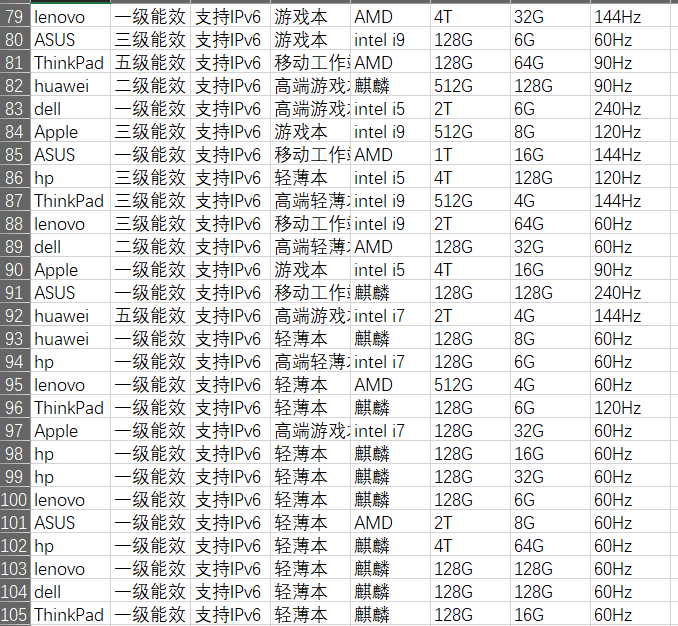 79 lenovo 一级能效 支持IPv6 游戏本 AMD 4T 32G 144Hz
80 ASUS 三级能效 支持IPv6 游戏本 intel i9 128G 6G 60Hz
81 ThinkPad 五级能效 支持IPv6 移动工作 AMD 128G 64G 90Hz
82 huawei 二级能效 支持IPv6 高端游戏 麒麟 512G 128G 90Hz
83 dell 一级能效 支持IPv6 高端游戏 intel i5 2T 6G 240Hz
84 Apple 三级能效 支持IPv6 游戏本 intel i9 512G 8G 120Hz
85 ASUS 一级能效 支持IPv6 移动工作 AMD 1T 16G 144Hz
86 hp 三级能效 支持IPv6 轻薄本 intel i5 4T 128G 120Hz
87 ThinkPad 三级能效 支持IPv6 高端轻薄 intel i9 512G 4G 144Hz
88 lenovo 三级能效 支持IPv6 移动工作 intel i9 2T 64G 60Hz
89 dell 二级能效 支持IPv6 高端轻薄 AMD 128G 32G 60Hz
90 Apple 一级能效 支持IPv6 游戏本 intel i5 4T 16G 90Hz
91 ASUS 一级能效 支持IPv6 移动工作 麒麟 128G 128G 240Hz
92 huawei 五级能效 支持IPv6 高端游戏 intel i7 2T 4G 144Hz
93 huawei 一级能效 支持IPv6 轻薄本 麒麟 128G 8G 60Hz
94 hp 一级能效 支持IPv6 高端轻薄 intel i7 128G 6G 60Hz
95 lenovo 一级能效 支持IPv6 轻薄本 AMD 512G 4G 60Hz
96 ThinkPad 一级能效 支持IPv6 轻薄本 麒麟 128G 6G 120Hz
97 Apple 一级能效 支持IPv6 高端游戏 intel i7 128G 32G 60Hz
98 hp 一级能效 支持IPv6 轻薄本 麒麟 128G 16G 60Hz
99 hp 一级能效 支持IPv6 轻薄本 麒麟 128G 32G 60Hz
100 lenovo 一级能效 支持IPv6 轻薄本 麒麟 128G 6G 60Hz
101 ASUS 一级能效 支持IPv6 轻薄本 AMD 2T 8G 60Hz
102 hp 一级能效 支持IPv6 轻薄本 麒麟 4T 64G 60Hz
103 lenovo 一级能效 支持IPv6 轻薄本 麒麟 128G 128G 60Hz
104 dell 一级能效 支持IPv6 轻薄本 麒麟 128G 128G 60Hz
105 ThinkPad 一级能效 支持IPv6 轻薄本 麒麟 128G 16G 60Hz